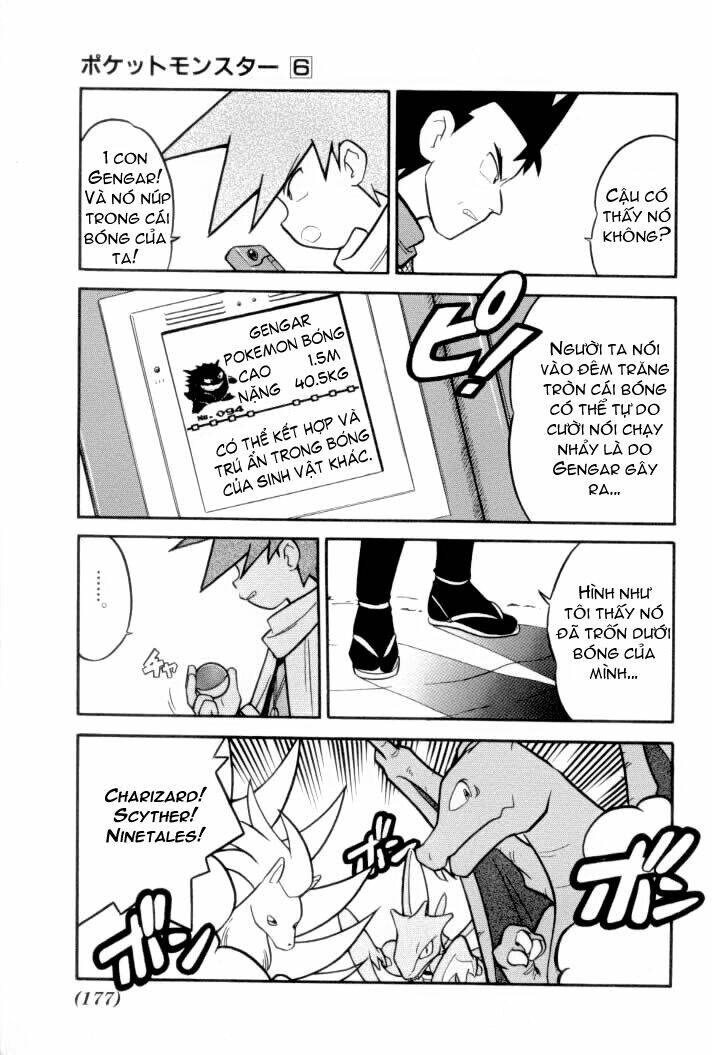 ポケットモンスター 6
CẬU CÓ
THẤY NÓ
KHÔNG?
1 CON
GENGAR!
VÀ NÓ NÚP
TRONG CÁI
BÓNG CỦA
TA!
NGƯỜI TA NÓI
VÀO ĐÊM TRĂNG
TRÒN CÁI BÓNG
CÓ THỂ TỰ DO
CƯỜI NÓI CHẠY
NHẢY LÀ DO
GENGAR GÂY
RA...
ピピ!
GENGAR
POKEMON BÓNG
CAO 1.5M
NẶNG 40.5KG
No. 094
CÓ THỂ KẾT HỢP VÀ
TRÚ ẨN TRONG BÓNG
CỦA SINH VẬT KHÁC.
HÌNH NHƯ
TÔI THẤY NÓ
ĐÃ TRỐN DƯỚI
BÓNG CỦA
MÌNH...
......
CHARIZARD!
SCYTHER!
NINETALES!
ボン
ボン
ボン
(177)